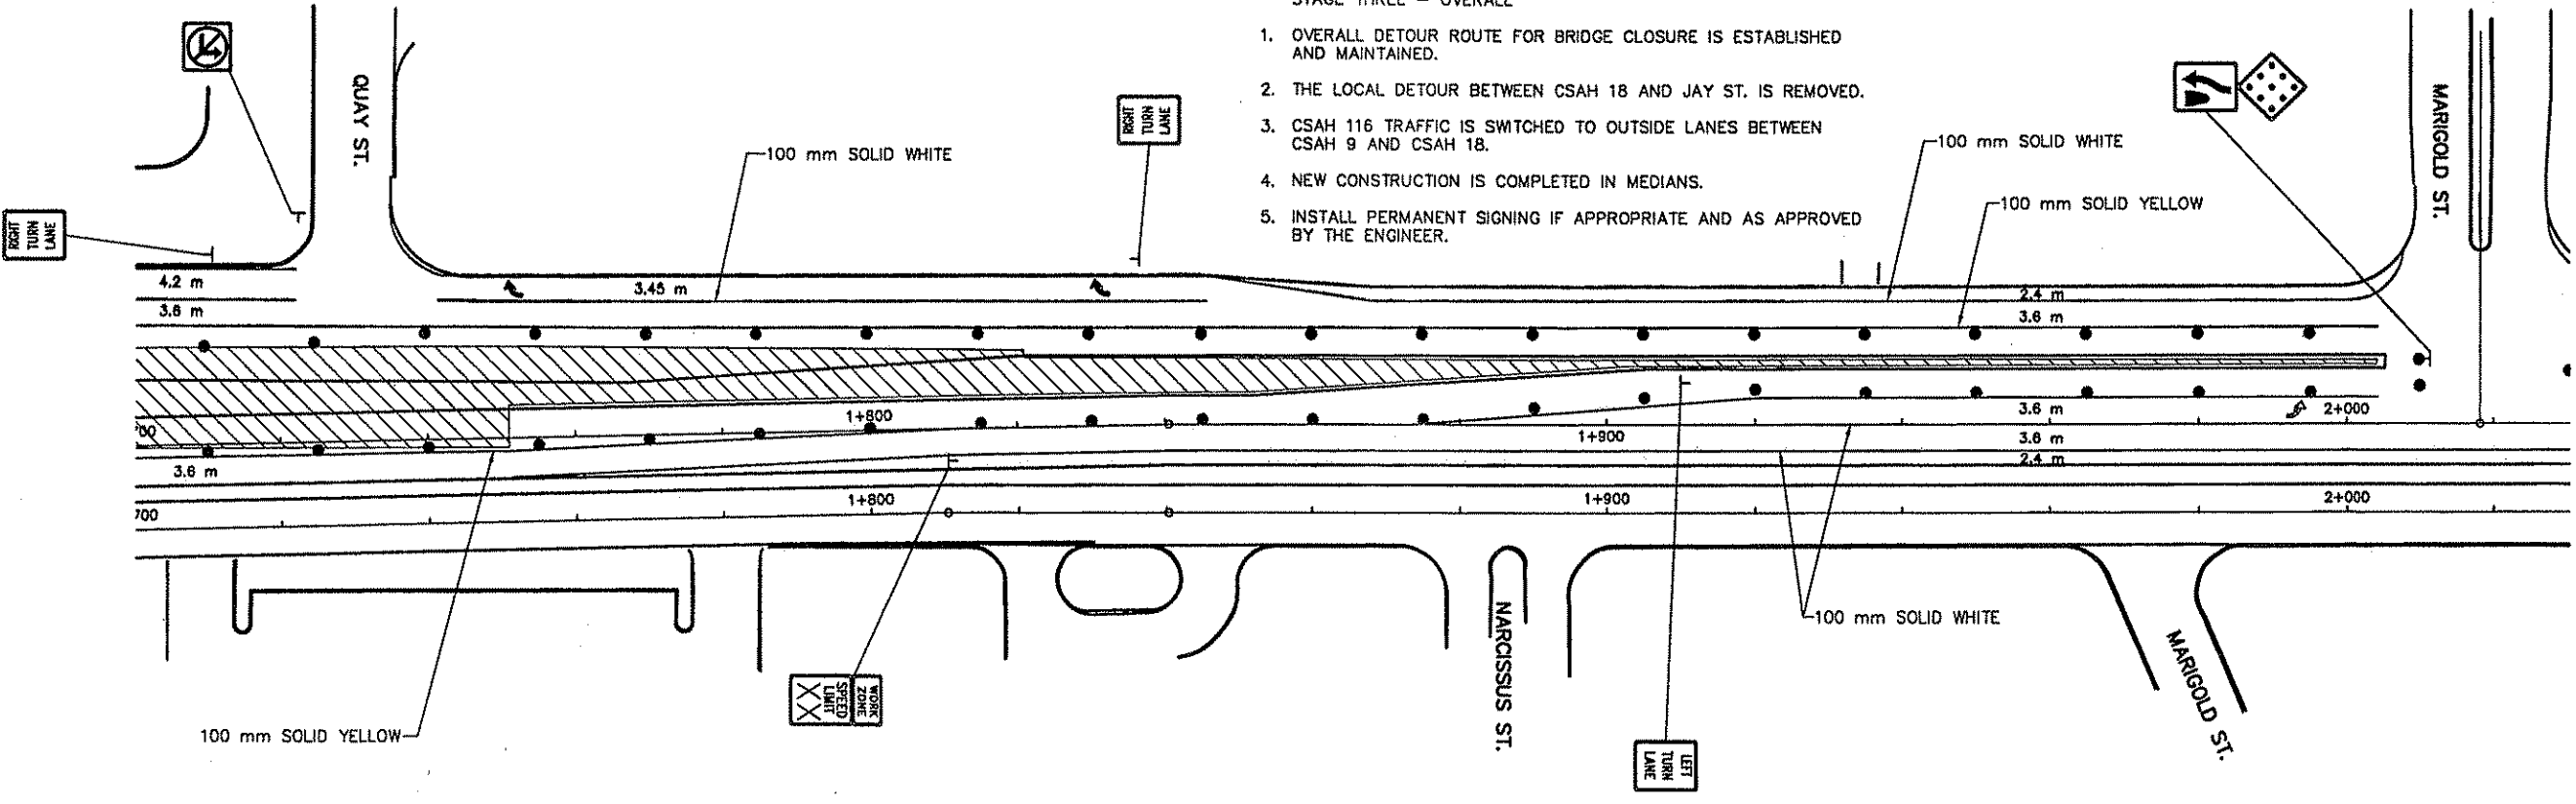 STAGE THREE – OVERALL
1. OVERALL DETOUR ROUTE FOR BRIDGE CLOSURE IS ESTABLISHED
AND MAINTAINED.
2. THE LOCAL DETOUR BETWEEN CSAH 18 AND JAY ST. IS REMOVED.
3. CSAH 116 TRAFFIC IS SWITCHED TO OUTSIDE LANES BETWEEN
CSAH 9 AND CSAH 18.
4. NEW CONSTRUCTION IS COMPLETED IN MEDIANS.
5. INSTALL PERMANENT SIGNING IF APPROPRIATE AND AS APPROVED
BY THE ENGINEER.
QUAY ST.
MARIGOLD ST.
RIGHT
TURN
LANE
RIGHT
TURN
LANE
100 mm SOLID WHITE
100 mm SOLID WHITE
100 mm SOLID YELLOW
4.2 m
3.6 m
3.45 m
2.4 m
3.6 m
00
1+800
1+900
3.6 m
2+000
3.6 m
3.6 m
2.4 m
700
1+800
1+900
2+000
100 mm SOLID WHITE
100 mm SOLID YELLOW
WORK
ZONE
SPEED
LIMIT
XX
NARCISSUS ST.
LEFT
TURN
LANE
MARIGOLD ST.